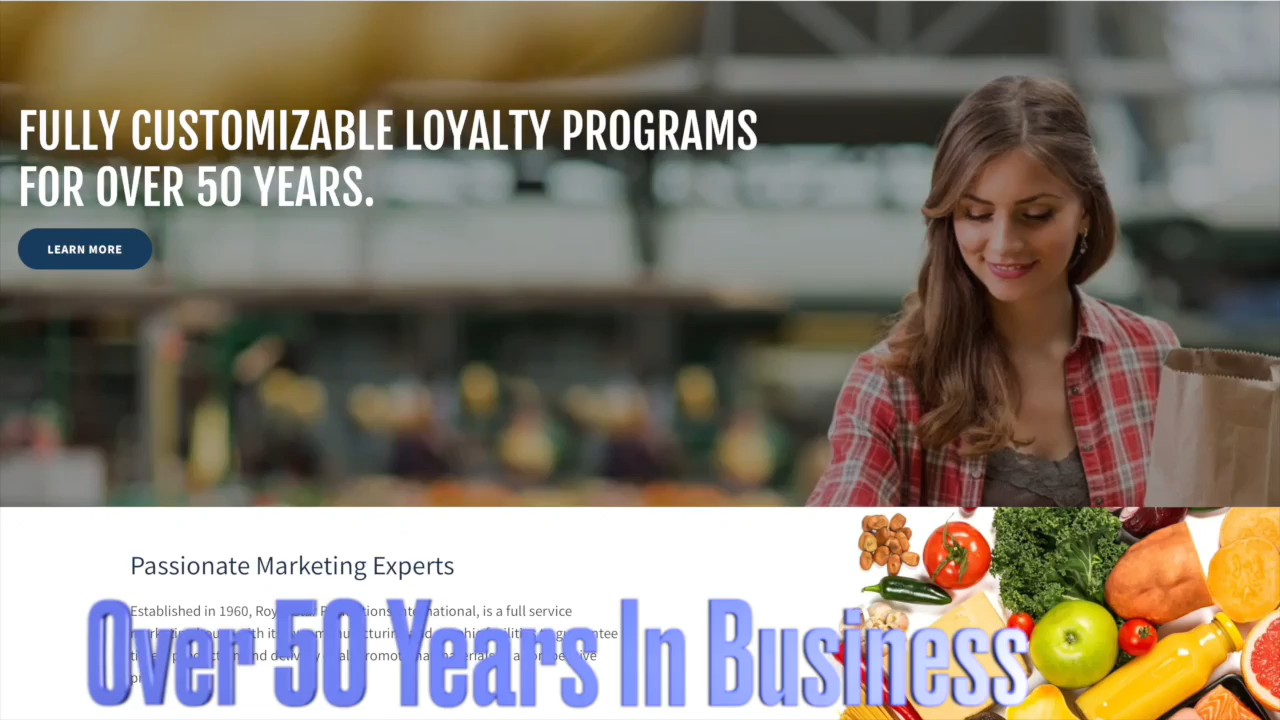 FULLY CUSTOMIZABLE LOYALTY PROGRAMS
FOR OVER 50 YEARS.
LEARN MORE
Passionate Marketing Experts
Established in 1960, is a full service
Over 50 Years In Business